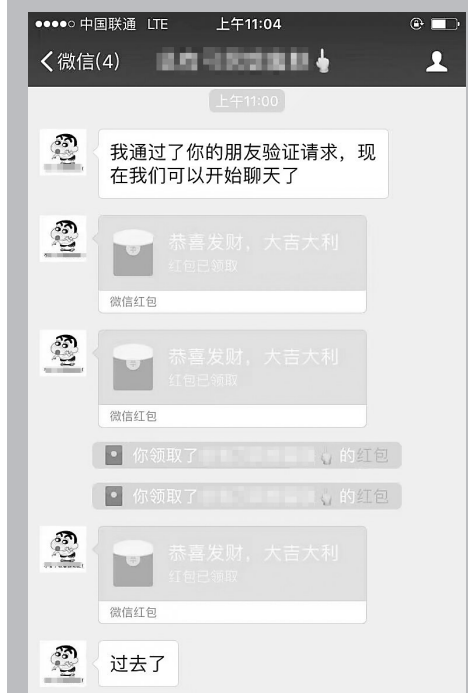 中国联通 LTE 上午11:04
微信(4)
上午11:00
我通过了你的朋友验证请求，现
在我们可以开始聊天了
恭喜发财，大吉大利
红包已领取
微信红包
恭喜发财，大吉大利
红包已领取
微信红包
你领取了 的红包
你领取了 的红包
恭喜发财，大吉大利
红包已领取
微信红包
过去了